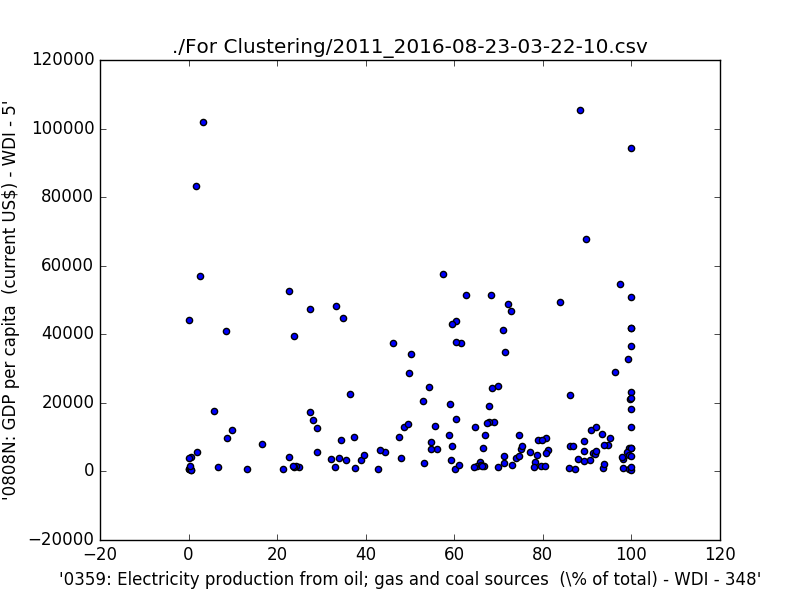 ./For Clustering/2011_2016-08-23-03-22-10.csv
120000
100000
80000
60000
40000
20000
0
−20000
'0808N: GDP per capita  (current US$) - WDI - 5'
−20 0 20 40 60 80 100 120
'0359: Electricity production from oil; gas and coal sources  (\% of total) - WDI - 348'